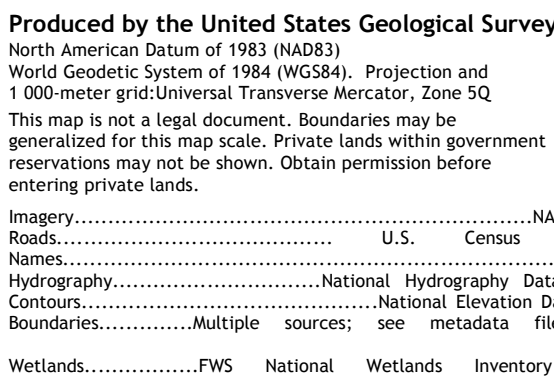 Produced by the United States Geological Survey
North American Datum of 1983 (NAD83)
World Geodetic System of 1984 (WGS84).  Projection and
1 000-meter grid:Universal Transverse Mercator, Zone 5Q
This map is not a legal document. Boundaries may be
generalized for this map scale. Private lands within government
reservations may not be shown. Obtain permission before
entering private lands.
Imagery..................................................................NA
Roads....................................... U.S. Census
Names....................................................................
Hydrography..............................National Hydrography Data
Contours...........................................National Elevation Da
Boundaries..............Multiple sources; see metadata file
Wetlands.................FWS National Wetlands Inventory